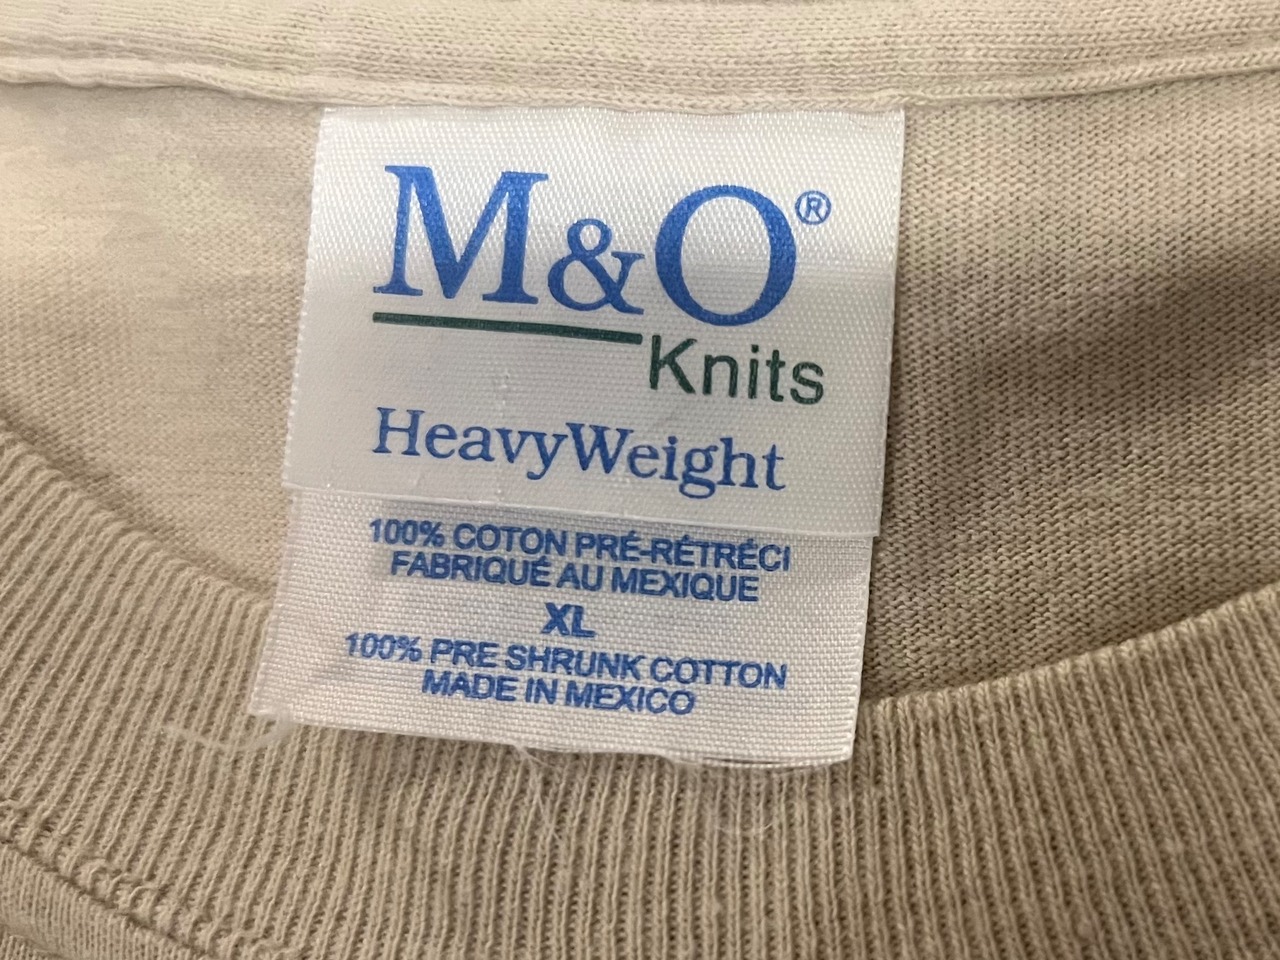 M&O®
Knits
HeavyWeight
100% COTON PRÉ-RÉTRÉCI
FABRIQUÉ AU MEXIQUE
XL
100% PRE SHRUNK COTTON
MADE IN MEXICO